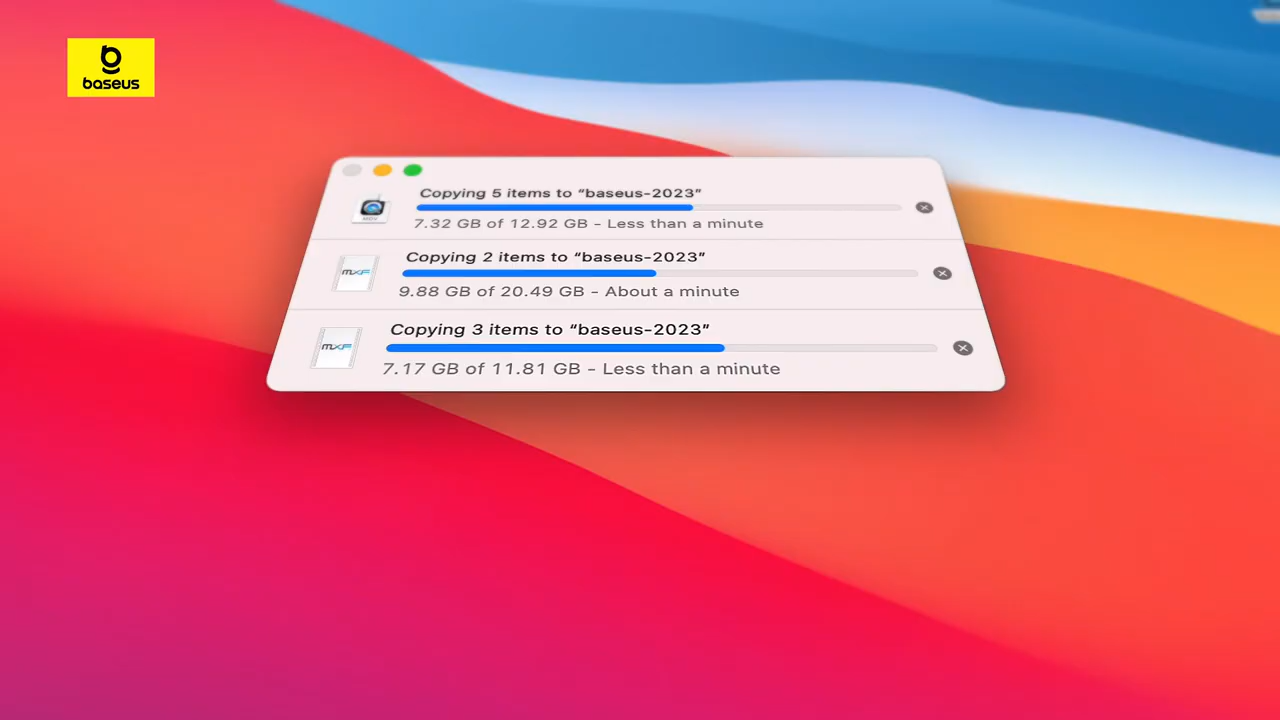 baseus
Copying 5 items to “baseus-2023”
7.32 GB of 12.92 GB - Less than a minute
MXF
Copying 2 items to “baseus-2023”
9.88 GB of 20.49 GB - About a minute
MXF
Copying 3 items to “baseus-2023”
7.17 GB of 11.81 GB - Less than a minute